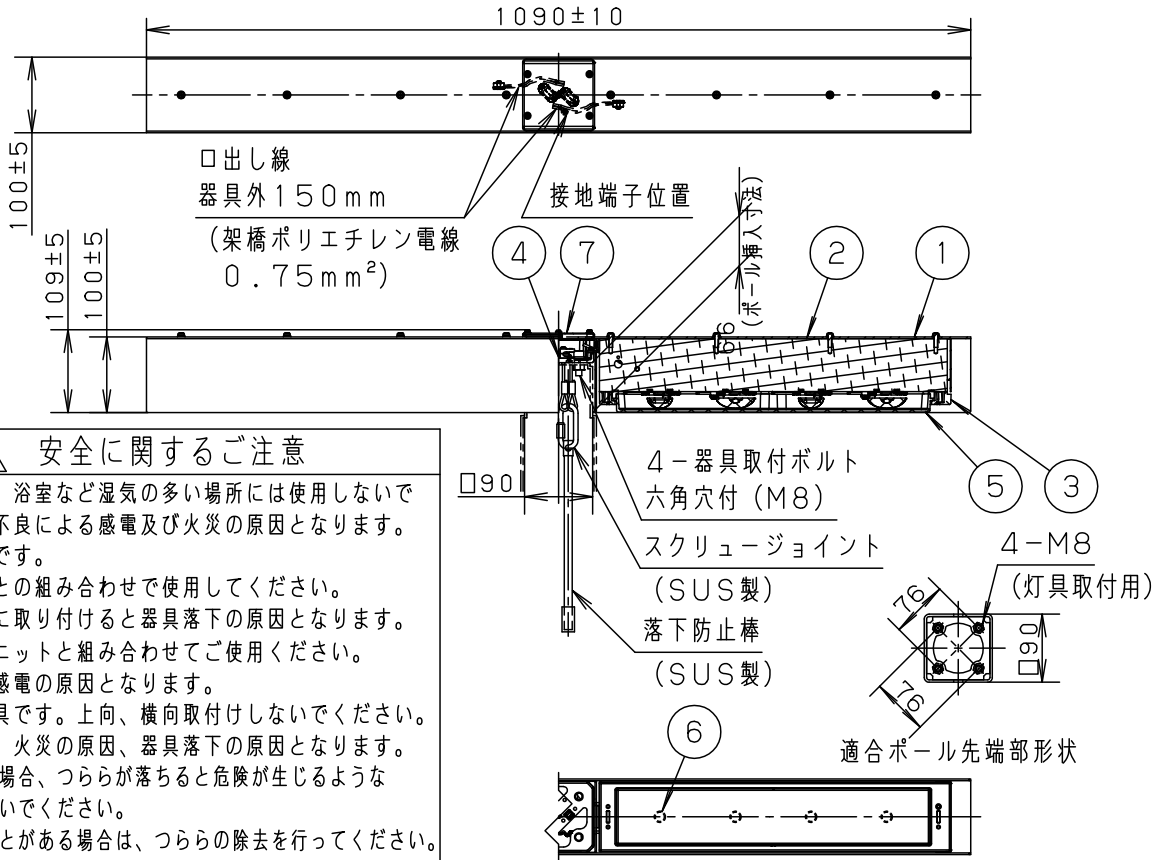 1090±10
100±5
口出し線
器具外150mm
(架橋ポリエチレン電線
0.75mm²)
接地端子位置
④
⑦
②
①
109±5
100±5
(ポール挿入寸法)
□90
4-器具取付ボルト
六角穴付(M8)
スクリュージョイント
(SUS製)
落下防止棒
(SUS製)
⑤
③
4-M8
(灯具取付用)
76
76
□90
適合ポール先端部形状
⑥
安全に関するご注意
浴室など湿気の多い場所には使用しないで
不良による感電及び火災の原因となります。
です。
との組み合わせで使用してください。
に取り付けると器具落下の原因となります。
ニットと組み合わせてご使用ください。
感電の原因となります。
具です。上向、横向取付けしないでください。
火災の原因、器具落下の原因となります。
場合、つららが落ちると危険が生じるような
いでください。
とがある場合は、つららの除去を行ってください。